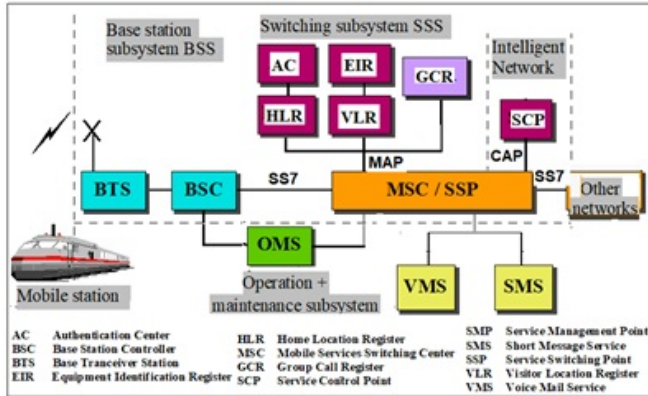 Base station
subsystem BSS
Switching subsystem SSS
Intelligent
Network
AC
EIR
GCR
SCP
HLR
VLR
MAP
CAP
BTS
BSC
SS7
MSC / SSP
SS7
Other
networks
OMS
Mobile station
Operation +
maintenance subsystem
VMS
SMS
AC Authentication Center
BSC Base Station Controller
BTS Base Tranceiver Station
EIR Equipment Identification Register
HLR Home Location Register
MSC Mobile Services Switching Center
GCR Group Call Register
SCP Service Control Point
SMP Service Management Point
SMS Short Message Service
SSP Service Switching Point
VLR Visitor Location Register
VMS Voice Mail Service